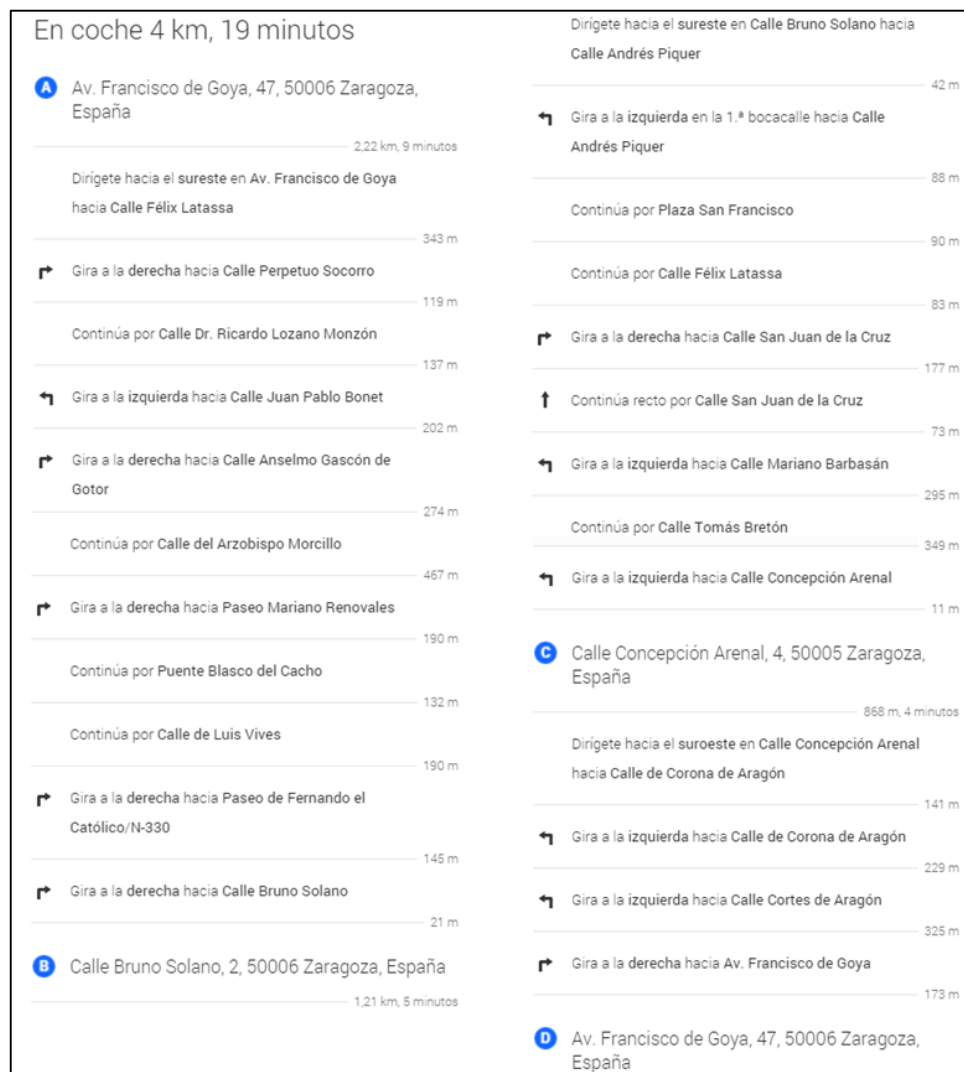 En coche 4 km, 19 minutos
A
Av. Francisco de Goya, 47, 50006 Zaragoza,
España
2,22 km, 9 minutos
Dirígete hacia el sureste en Av. Francisco de Goya
hacia Calle Félix Latassa
343 m
Gira a la derecha hacia Calle Perpetuo Socorro
119 m
Continúa por Calle Dr. Ricardo Lozano Monzón
137 m
Gira a la izquierda hacia Calle Juan Pablo Bonet
202 m
Gira a la derecha hacia Calle Anselmo Gascón de
Gotor
274 m
Continúa por Calle del Arzobispo Morcillo
467 m
Gira a la derecha hacia Paseo Mariano Renovales
190 m
Continúa por Puente Blasco del Cacho
132 m
Continúa por Calle de Luis Vives
190 m
Gira a la derecha hacia Paseo de Fernando el
Católico/N-330
145 m
Gira a la derecha hacia Calle Bruno Solano
21 m
B
Calle Bruno Solano, 2, 50006 Zaragoza, España
1,21 km, 5 minutos
Dirígete hacia el sureste en Calle Bruno Solano hacia
Calle Andrés Piquer
42 m
Gira a la izquierda en la 1.ª bocacalle hacia Calle
Andrés Piquer
88 m
Continúa por Plaza San Francisco
90 m
Continúa por Calle Félix Latassa
83 m
Gira a la derecha hacia Calle San Juan de la Cruz
177 m
Continúa recto por Calle San Juan de la Cruz
73 m
Gira a la izquierda hacia Calle Mariano Barbasán
295 m
Continúa por Calle Tomás Bretón
349 m
Gira a la izquierda hacia Calle Concepción Arenal
11 m
C
Calle Concepción Arenal, 4, 50005 Zaragoza,
España
868 m, 4 minutos
Dirígete hacia el suroeste en Calle Concepción Arenal
hacia Calle de Corona de Aragón
141 m
Gira a la izquierda hacia Calle de Corona de Aragón
229 m
Gira a la izquierda hacia Calle Cortes de Aragón
325 m
Gira a la derecha hacia Av. Francisco de Goya
173 m
D
Av. Francisco de Goya, 47, 50006 Zaragoza,
España